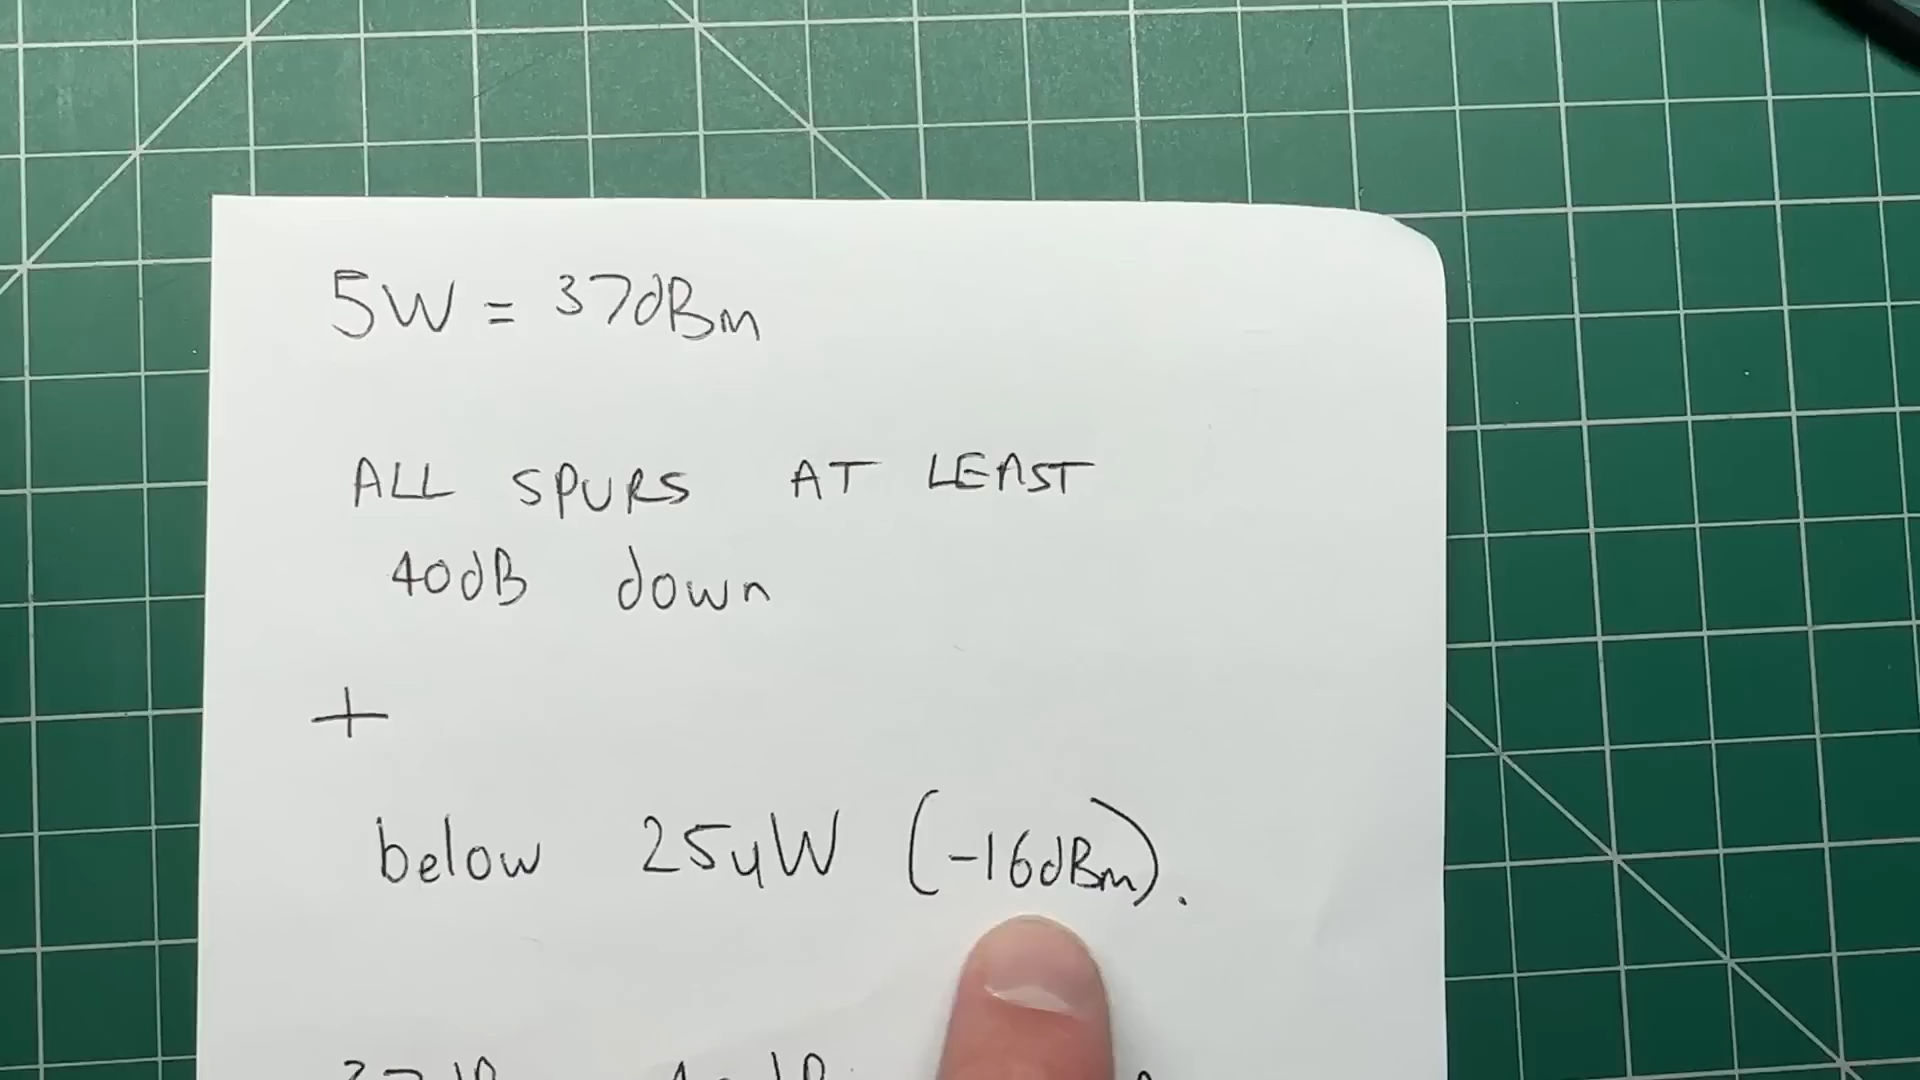 5W = 37dBm
ALL SPURS AT LEAST
40dB down
+
below 25uW (-16dBm).